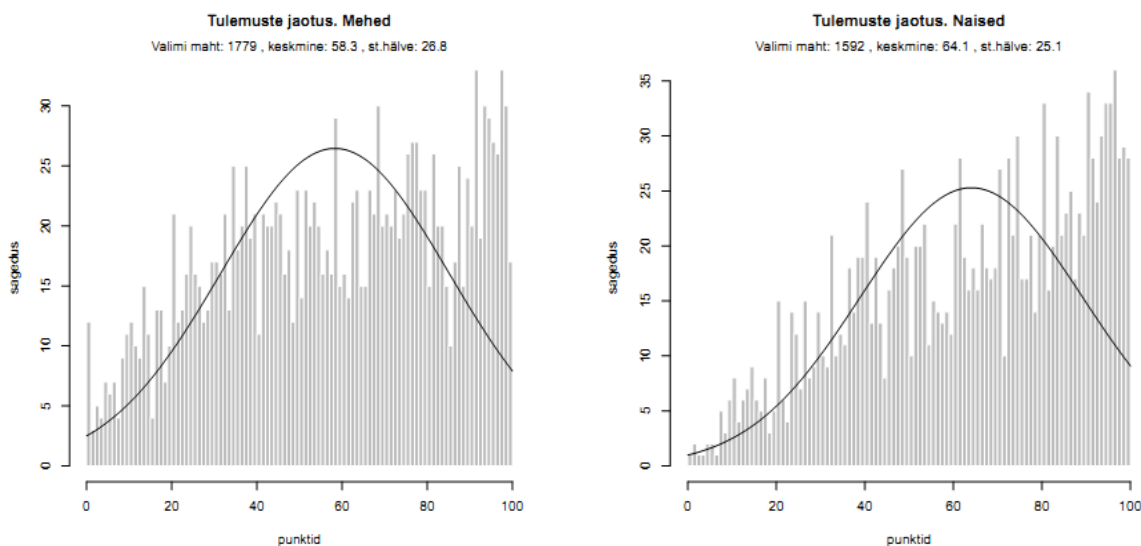 Tulemuste jaotus. Mehed
Valimi maht: 1779 , keskmine: 58.3 , st.hälve: 26.8
sagedus
30
25
20
15
10
5
0
0 20 40 60 80 100
punktid
Tulemuste jaotus. Naised
Valimi maht: 1592 , keskmine: 64.1 , st.hälve: 25.1
sagedus
35
30
25
20
15
10
5
0
0 20 40 60 80 100
punktid